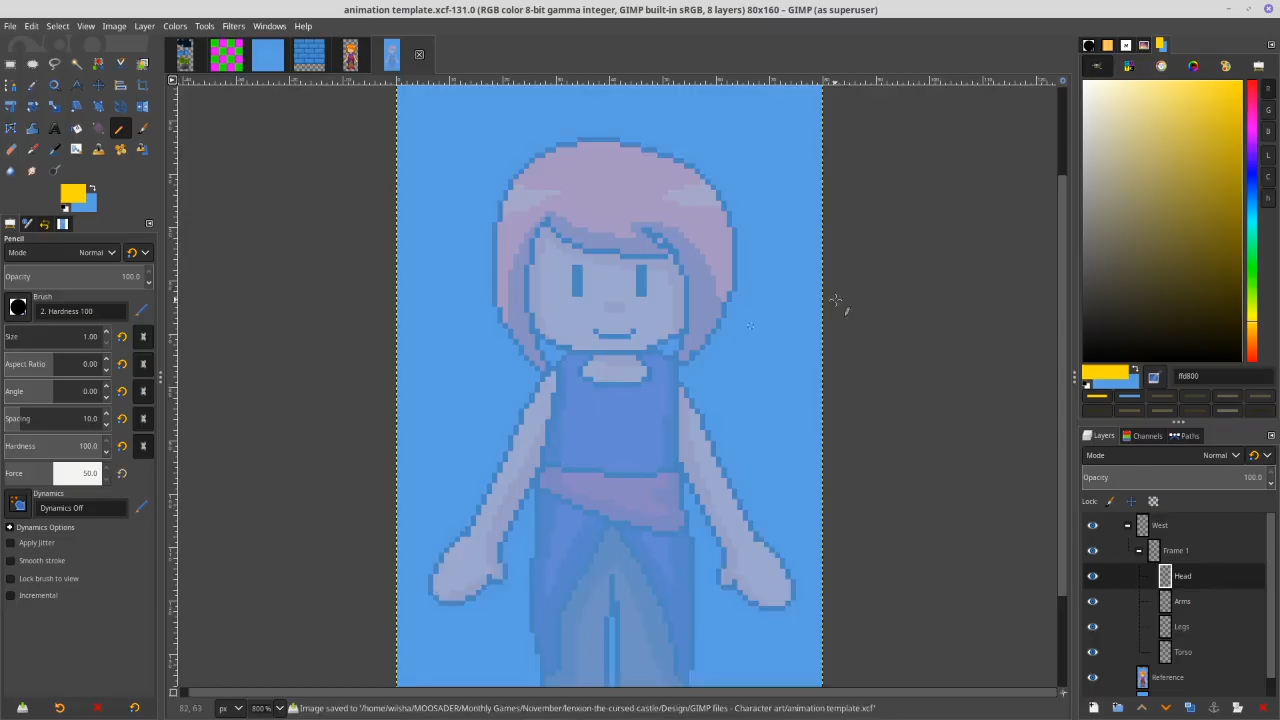 animation template.xcf-131.0 (RGB color 8-bit gamma integer, GIMP built-in sRGB, 8 layers) 80x160 – GIMP (as superuser)
File Edit Select View Image Layer Colors Tools Filters Windows Help
Pencil
Mode Normal
Opacity 100.0
Brush
2. Hardness 100
Size 1.00
Aspect Ratio 0.00
Angle 0.00
Spacing 10.0
Hardness 100.0
Force 50.0
Dynamics
Dynamics Off
Dynamics Options
Apply Jitter
Smooth stroke
Lock brush to view
Incremental
R
G
B
L
C
h
ffd800
Layers Channels Paths
Mode Normal
Opacity 100.0
Lock:
West
Frame 1
Head
Arms
Legs
Torso
Reference
82, 63 px 800 % Image saved to '/home/wilsha/MOOSADER/Monthly Games/November/lenxion-the-cursed-castle/Design/GIMP files - Character art/animation template.xcf'